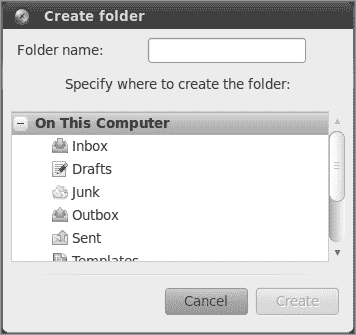 Create folder
Folder name:
Specify where to create the folder:
On This Computer
Inbox
Drafts
Junk
Outbox
Sent
Templates
Cancel
Create